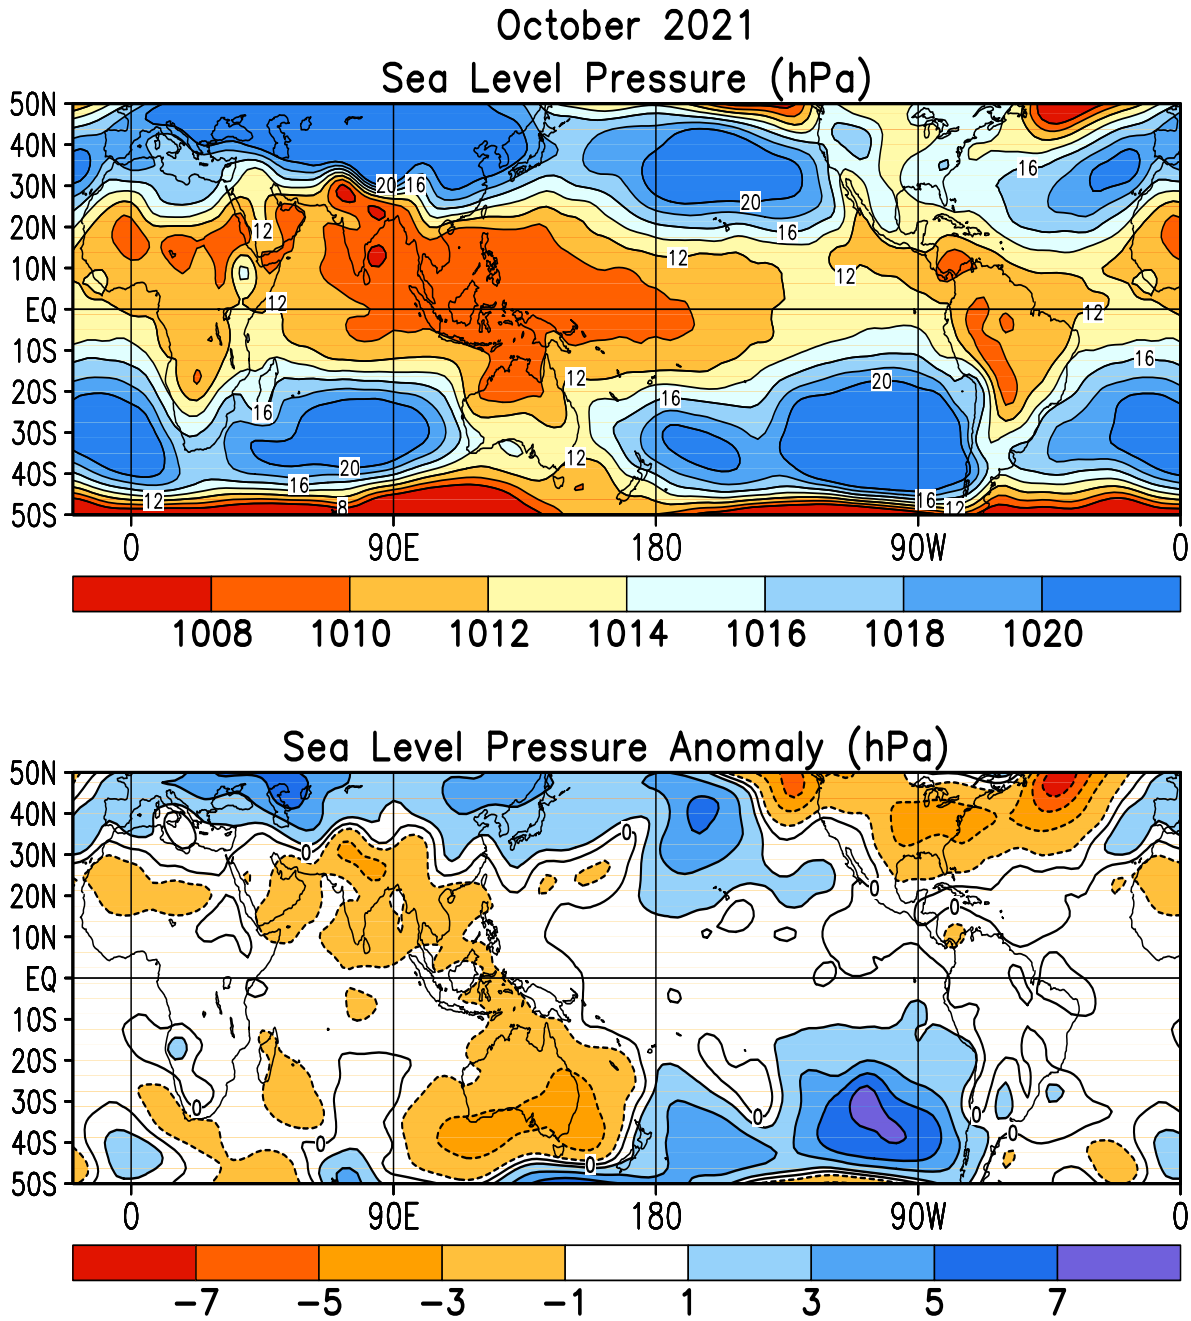 October 2021
Sea Level Pressure (hPa)
50N
40N
30N
20N
10N
EQ
10S
20S
30S
40S
50S
20 16
16
20
12
16
12
12
12
12
16
12
20
16
16
12
20
16
12
8
16
12
0 90E 180 90W 0
1008 1010 1012 1014 1016 1018 1020
Sea Level Pressure Anomaly (hPa)
50N
40N
30N
20N
10N
EQ
10S
20S
30S
40S
50S
0
0
0
0
0
0
0
0
0
0
0 90E 180 90W 0
−7 −5 −3 −1 1 3 5 7